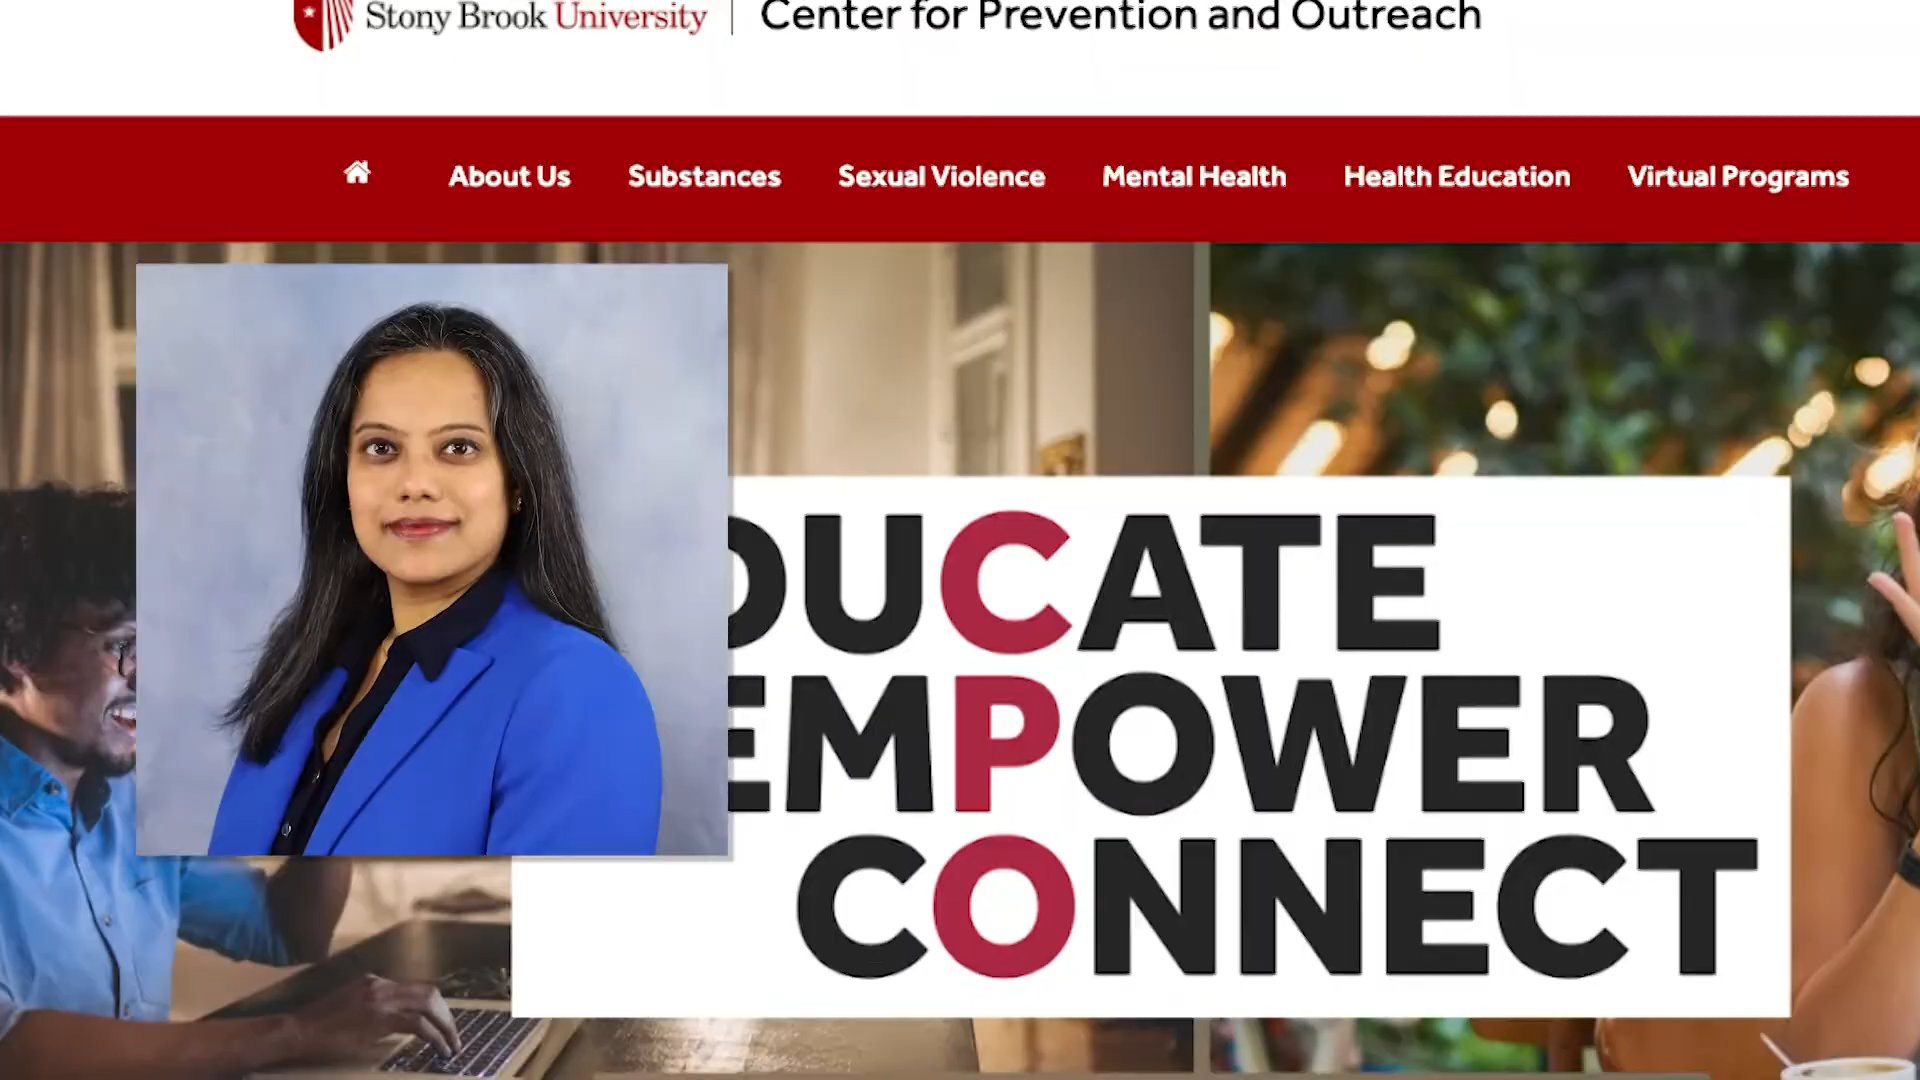 Stony Brook University | Center for Prevention and Outreach
About Us Substances Sexual Violence Mental Health Health Education Virtual Programs
DUCATE
EMPOWER
CONNECT